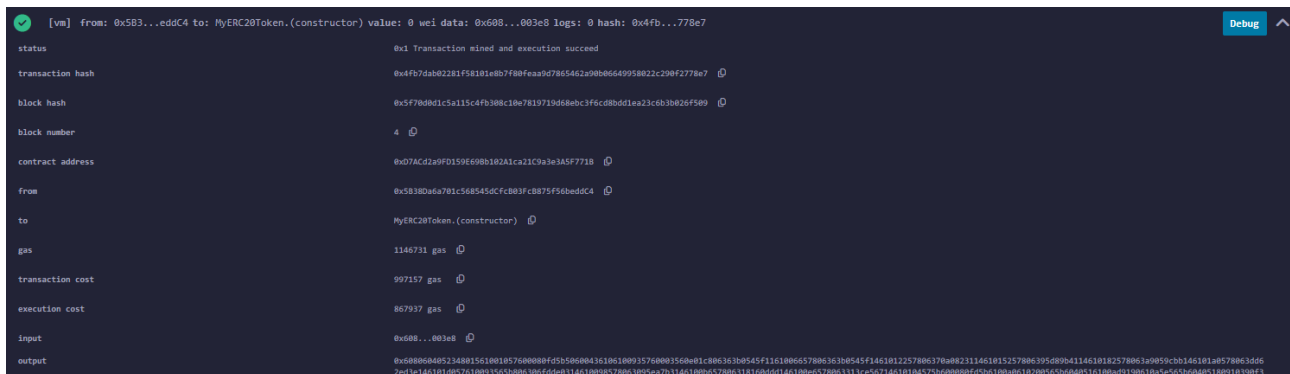 [vm] from: 0x5B3...eddC4 to: MyERC20Token.(constructor) value: 0 wei data: 0x608...003e8 logs: 0 hash: 0x4fb...778e7 Debug
status 0x1 Transaction mined and execution succeed
transaction hash 0x4fb7dab02281f58101e8b7f80feaa9d7865462a90b06649958022c290f2778e7
block hash 0x5f70d0d1c5a115c4fb308c10e7819719d68ebc3f6cd8bdd1ea23c6b3b026f509
block number 4
contract address 0xD7ACd2a9FD159E69Bb102A1ca21C9a3e3A5F771B
from 0x5B38Da6a701c568545dCfcB03FcB875f56beddC4
to MyERC20Token.(constructor)
gas 1146731 gas
transaction cost 997157 gas
execution cost 867937 gas
input 0x608...003e8
output